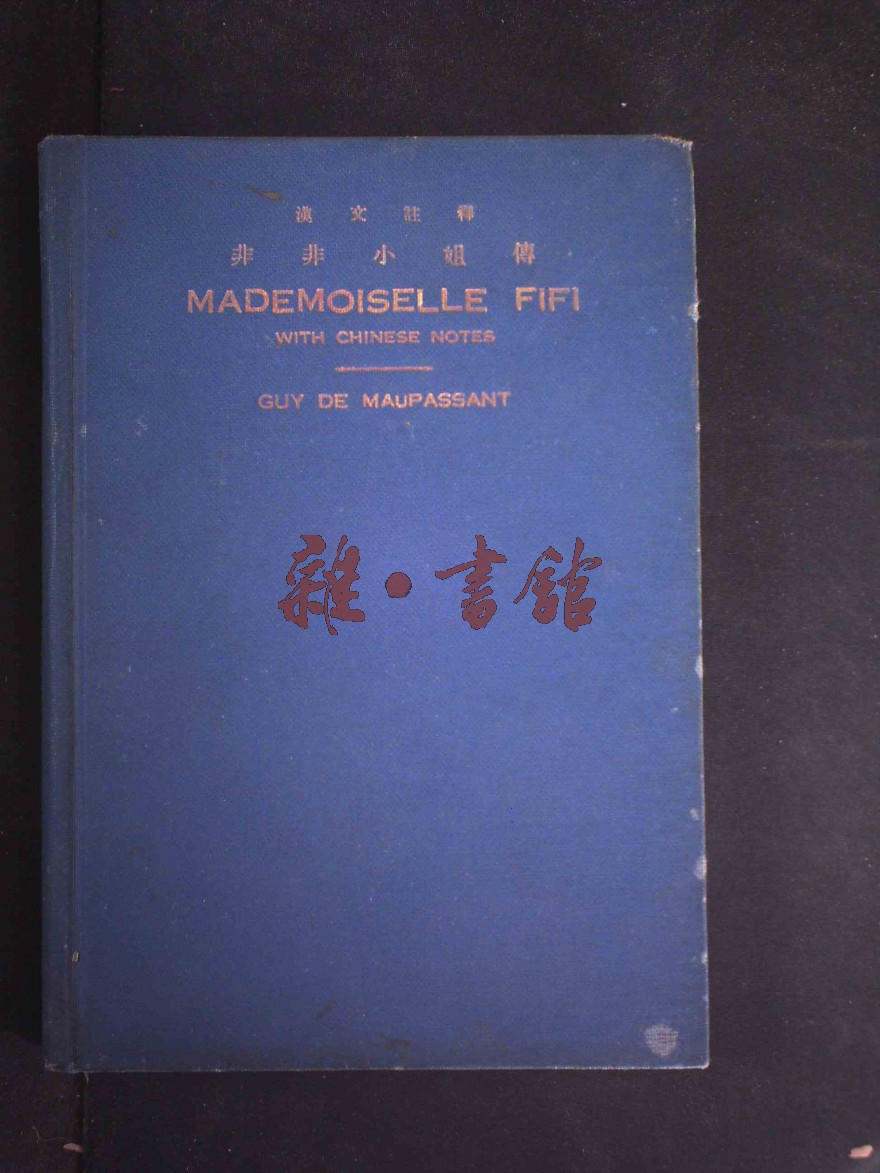 漢文註釋
非非小姐傳
MADEMOISELLE FIFI
WITH CHINESE NOTES
GUY DE MAUPASSANT
雜·書館